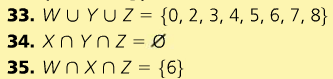 33. W ∪ Y ∪ Z = {0, 2, 3, 4, 5, 6, 7, 8}
34. X ∩ Y ∩ Z = Ø
35. W ∩ X ∩ Z = {6}